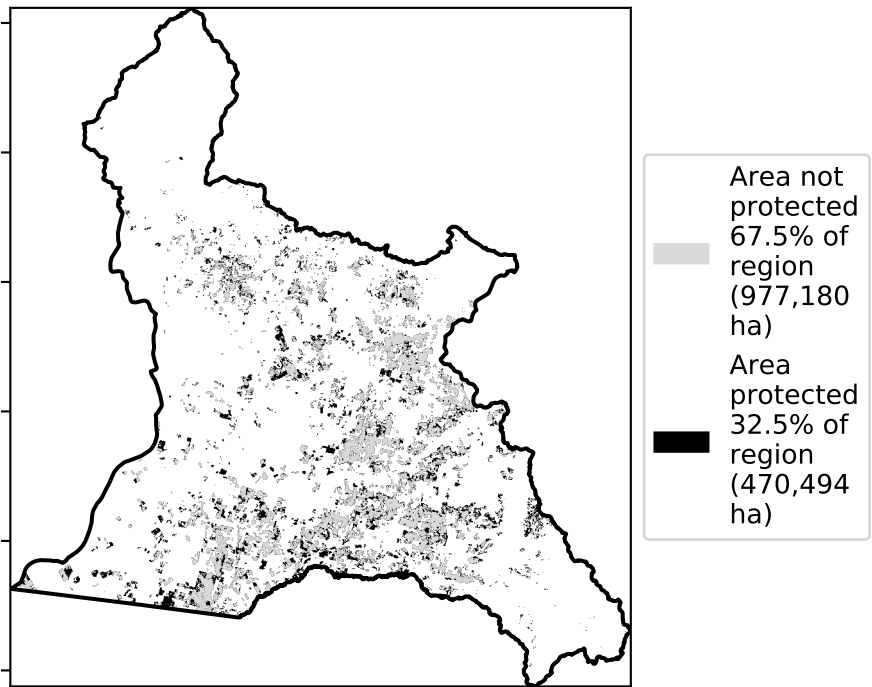 Area not
protected
67.5% of
region
(977,180
ha)
Area
protected
32.5% of
region
(470,494
ha)